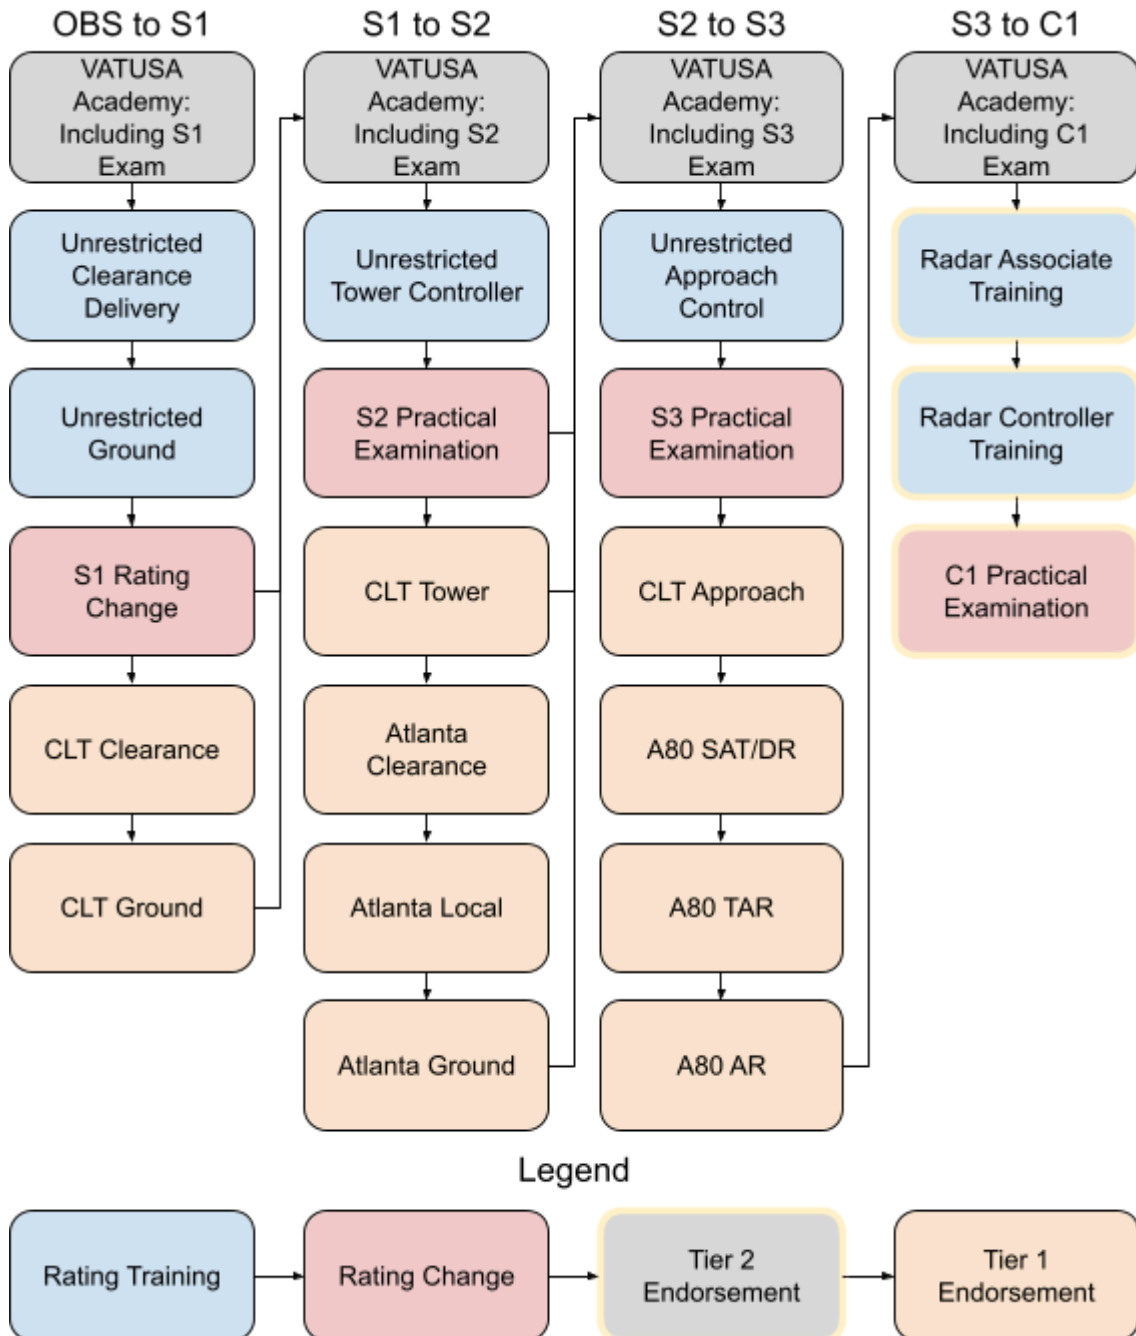 OBS to S1
VATUSA
Academy:
Including S1
Exam
Unrestricted
Clearance
Delivery
Unrestricted
Ground
S1 Rating
Change
CLT Clearance
CLT Ground
S1 to S2
VATUSA
Academy:
Including S2
Exam
Unrestricted
Tower Controller
S2 Practical
Examination
CLT Tower
Atlanta
Clearance
Atlanta Local
Atlanta Ground
S2 to S3
VATUSA
Academy:
Including S3
Exam
Unrestricted
Approach
Control
S3 Practical
Examination
CLT Approach
A80 SAT/DR
A80 TAR
A80 AR
S3 to C1
VATUSA
Academy:
Including C1
Exam
Radar Associate
Training
Radar Controller
Training
C1 Practical
Examination
Legend
Rating Training
Rating Change
Tier 2
Endorsement
Tier 1
Endorsement